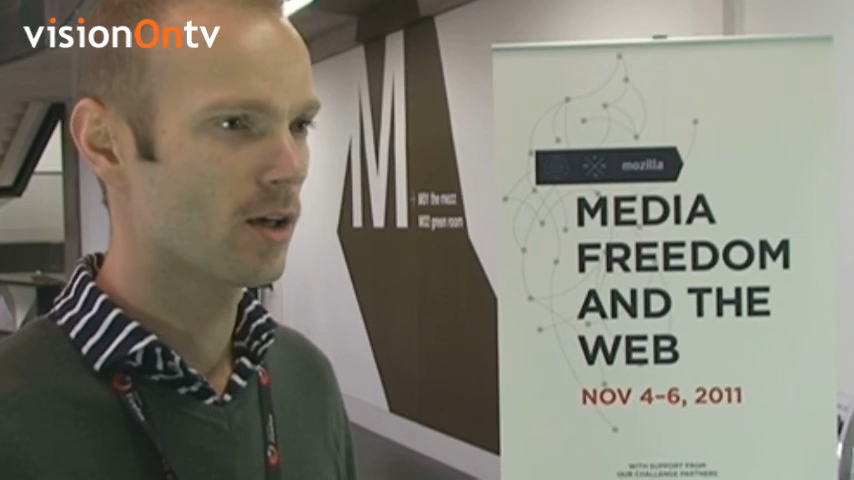 visionOntv
M
M01 the mezz
M02 green room
mozilla
MEDIA
FREEDOM
AND THE
WEB
NOV 4–6, 2011
WITH SUPPORT FROM
OUR CHALLENGE PARTNERS